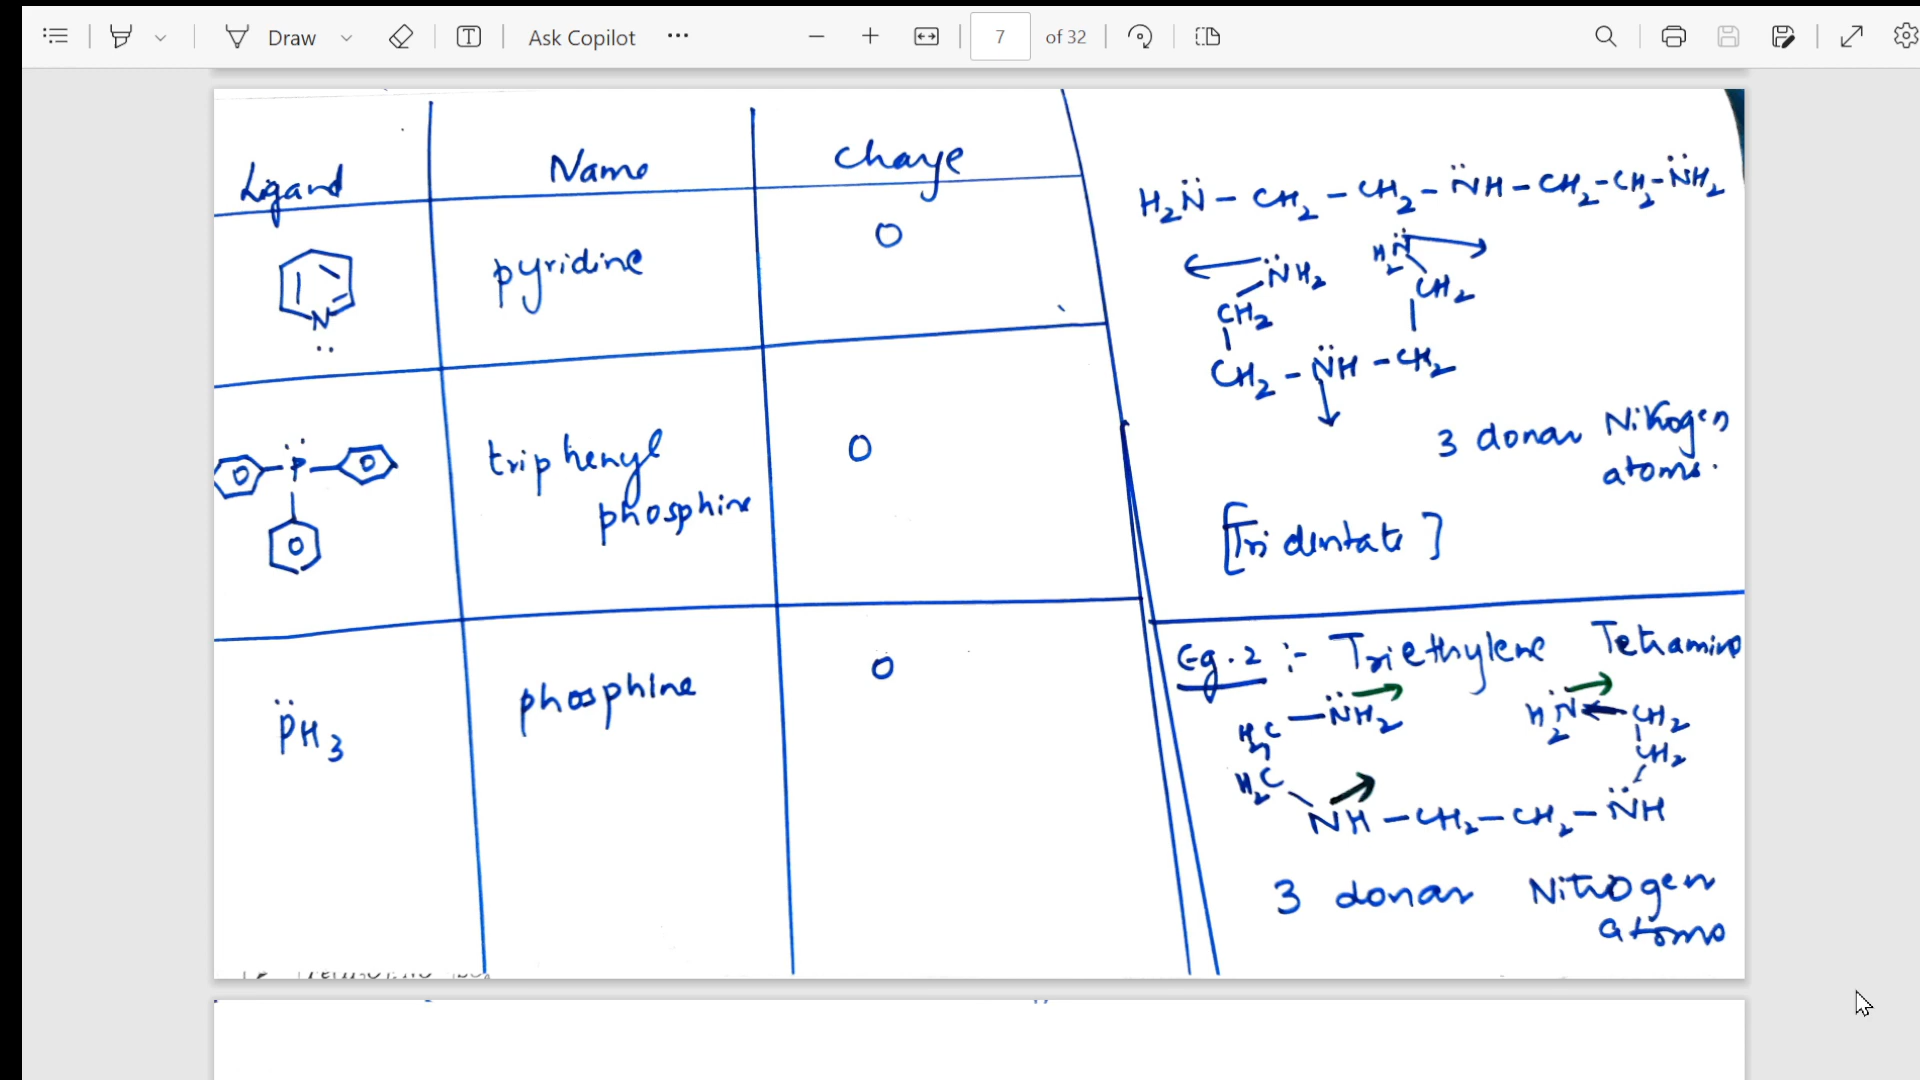 Draw
Ask Copilot
7 of 32
Ligand Name Charge
N pyridine 0
P triphenyl phosphine 0
PH3 phosphine 0
H2N - CH2 - CH2 - NH - CH2 - CH2 - NH2
NH2 H2N
CH2 CH2
CH2 - NH - CH2
3 donar Nitrogen
atoms.
[Tri dentate]
Eg.2 :- Triethylene Tetramine
H2C - NH2 H2N CH2
H2C CH2
NH - CH2 - CH2 - NH
3 donar Nitrogen
atoms